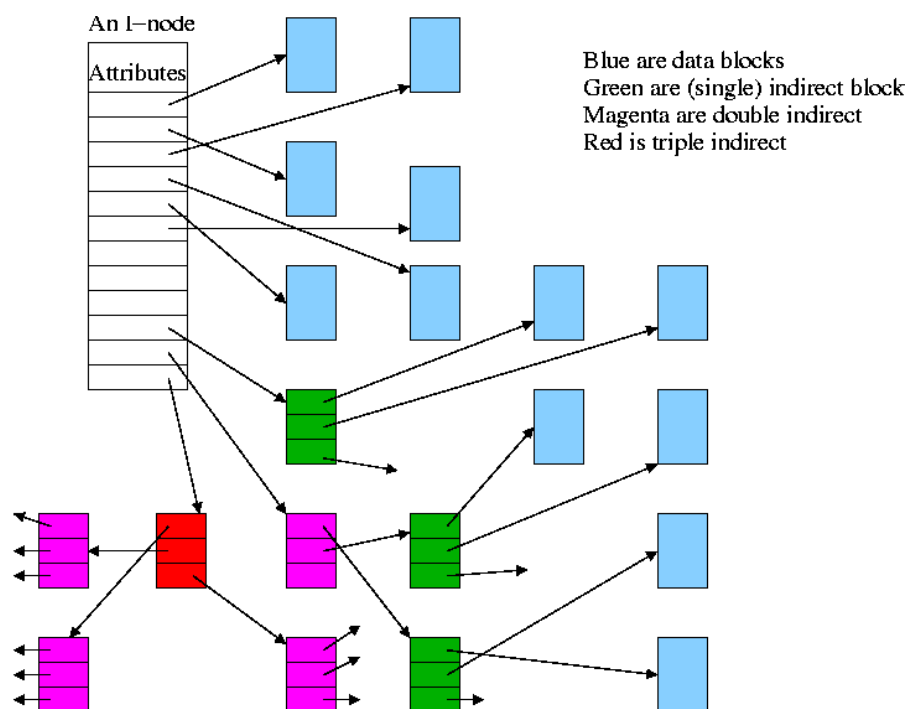 An I-node
Attributes
Blue are data blocks
Green are (single) indirect block
Magenta are double indirect
Red is triple indirect